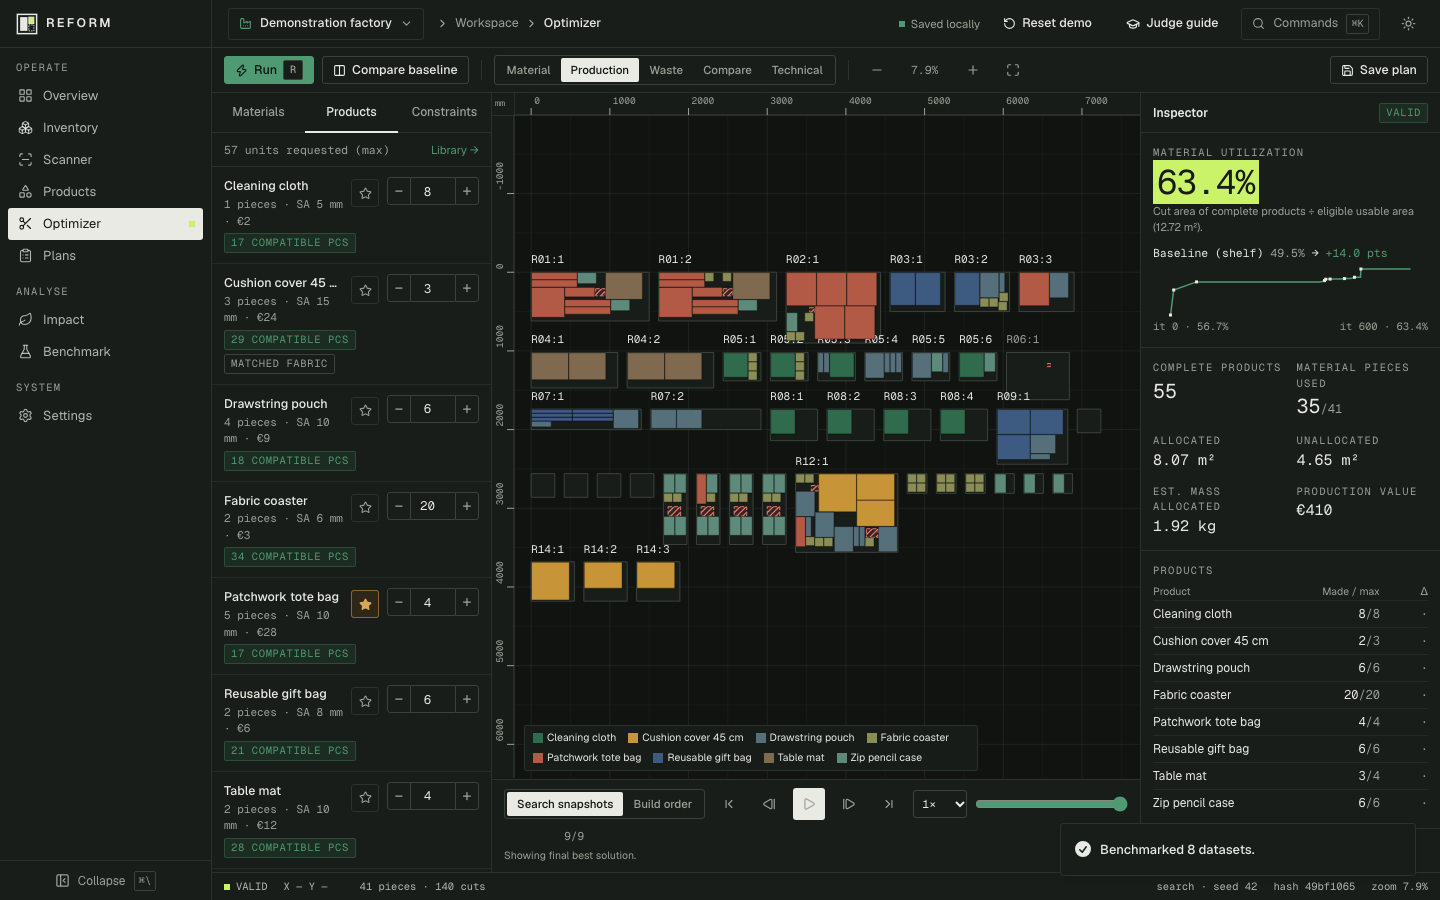 REFORM
Demonstration factory
Workspace
Optimizer
Saved locally
Reset demo
Judge guide
Commands ⌘K
OPERATE
Overview
Inventory
Scanner
Products
Optimizer
Plans
ANALYSE
Impact
Benchmark
SYSTEM
Settings
Collapse ⌘\
Run R
Compare baseline
Material
Production
Waste
Compare
Technical
7.9%
Save plan
Materials
Products
Constraints
57 units requested (max)
Library →
Cleaning cloth
1 pieces · SA 5 mm
· €2
8
17 COMPATIBLE PCS
Cushion cover 45 …
3 pieces · SA 15
mm · €24
3
29 COMPATIBLE PCS
MATCHED FABRIC
Drawstring pouch
4 pieces · SA 10
mm · €9
6
18 COMPATIBLE PCS
Fabric coaster
2 pieces · SA 6 mm
· €3
20
34 COMPATIBLE PCS
Patchwork tote bag
5 pieces · SA 10
mm · €28
4
17 COMPATIBLE PCS
Reusable gift bag
2 pieces · SA 8 mm
· €6
6
21 COMPATIBLE PCS
Table mat
2 pieces · SA 10
mm · €12
4
28 COMPATIBLE PCS
mm
0 1000 2000 3000 4000 5000 6000 7000
-1000
0
1000
2000
3000
4000
5000
6000
R01:1 R01:2 R02:1 R03:1 R03:2 R03:3
R04:1 R04:2 R05:1 R05:2 R05:3 R05:4 R05:5 R05:6 R06:1
R07:1 R07:2 R08:1 R08:2 R08:3 R08:4 R09:1
R12:1
R14:1 R14:2 R14:3
Cleaning cloth Cushion cover 45 cm Drawstring pouch Fabric coaster
Patchwork tote bag Reusable gift bag Table mat Zip pencil case
Search snapshots
Build order
1×
9/9
Showing final best solution.
Inspector
VALID
MATERIAL UTILIZATION
63.4%
Cut area of complete products ÷ eligible usable area
(12.72 m²).
Baseline (shelf) 49.5% → +14.0 pts
it 0 · 56.7%
it 600 · 63.4%
COMPLETE PRODUCTS
55
MATERIAL PIECES
USED
35/41
ALLOCATED
8.07 m²
UNALLOCATED
4.65 m²
EST. MASS
ALLOCATED
1.92 kg
PRODUCTION VALUE
€410
PRODUCTS
Product Made / max Δ
Cleaning cloth 8/8 ·
Cushion cover 45 cm 2/3 ·
Drawstring pouch 6/6 ·
Fabric coaster 20/20 ·
Patchwork tote bag 4/4 ·
Reusable gift bag 6/6 ·
Table mat 3/4 ·
Zip pencil case 6/6 ·
Benchmarked 8 datasets.
VALID X — Y — 41 pieces · 140 cuts
search · seed 42 hash 49bf1065 zoom 7.9%